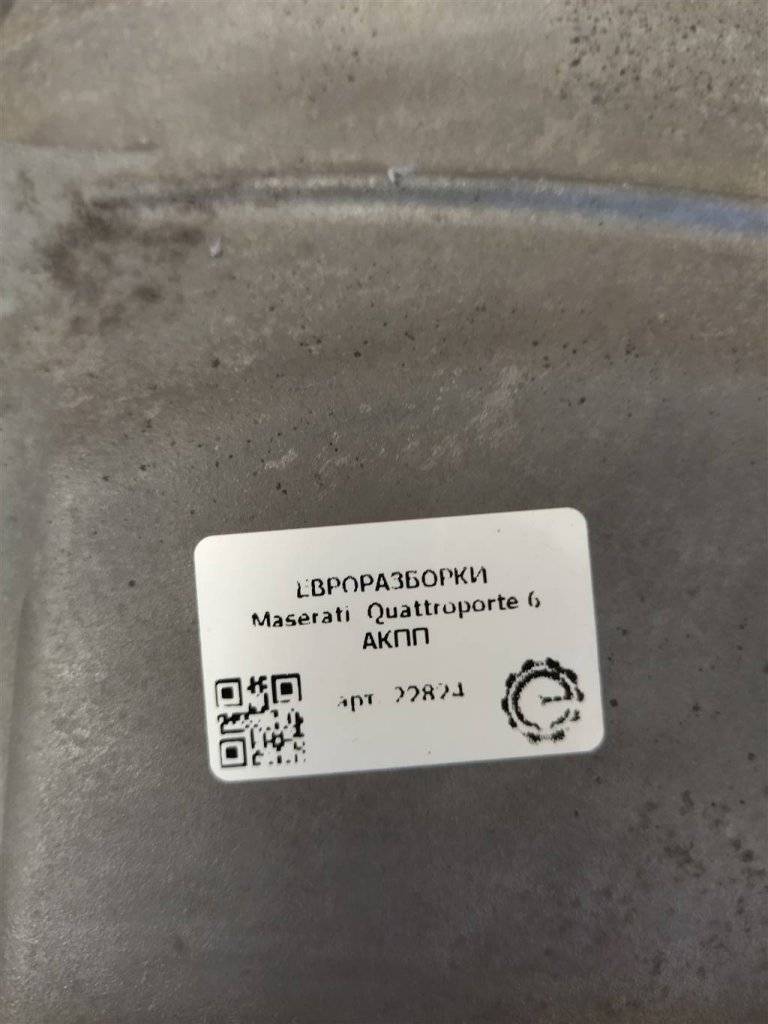 ЕВРОРАЗБОРКИ
Maserati Quattroporte 6
АКПП
арт. 22824